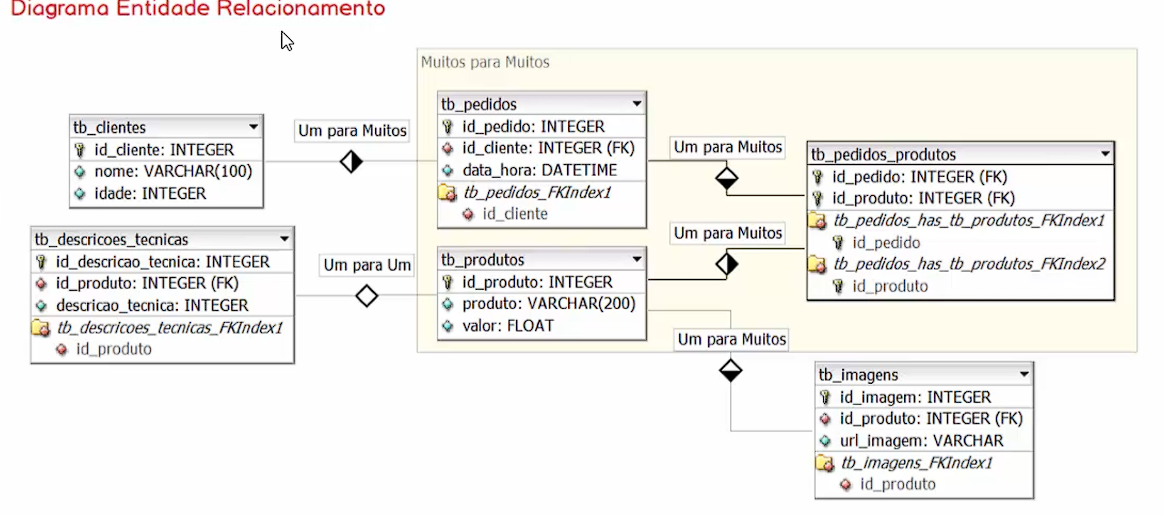 Diagrama Entidade Relacionamento
Muitos para Muitos
tb_clientes
id_cliente: INTEGER
nome: VARCHAR(100)
idade: INTEGER
Um para Muitos
tb_pedidos
id_pedido: INTEGER
id_cliente: INTEGER (FK)
data_hora: DATETIME
tb_pedidos_FKIndex1
id_cliente
Um para Muitos
tb_pedidos_produtos
id_pedido: INTEGER (FK)
id_produto: INTEGER (FK)
tb_pedidos_has_tb_produtos_FKIndex1
id_pedido
tb_pedidos_has_tb_produtos_FKIndex2
id_produto
tb_descricoes_tecnicas
id_descricao_tecnica: INTEGER
id_produto: INTEGER (FK)
descricao_tecnica: INTEGER
tb_descricoes_tecnicas_FKIndex1
id_produto
Um para Um
tb_produtos
id_produto: INTEGER
produto: VARCHAR(200)
valor: FLOAT
Um para Muitos
Um para Muitos
tb_imagens
id_imagem: INTEGER
id_produto: INTEGER (FK)
url_imagem: VARCHAR
tb_imagens_FKIndex1
id_produto